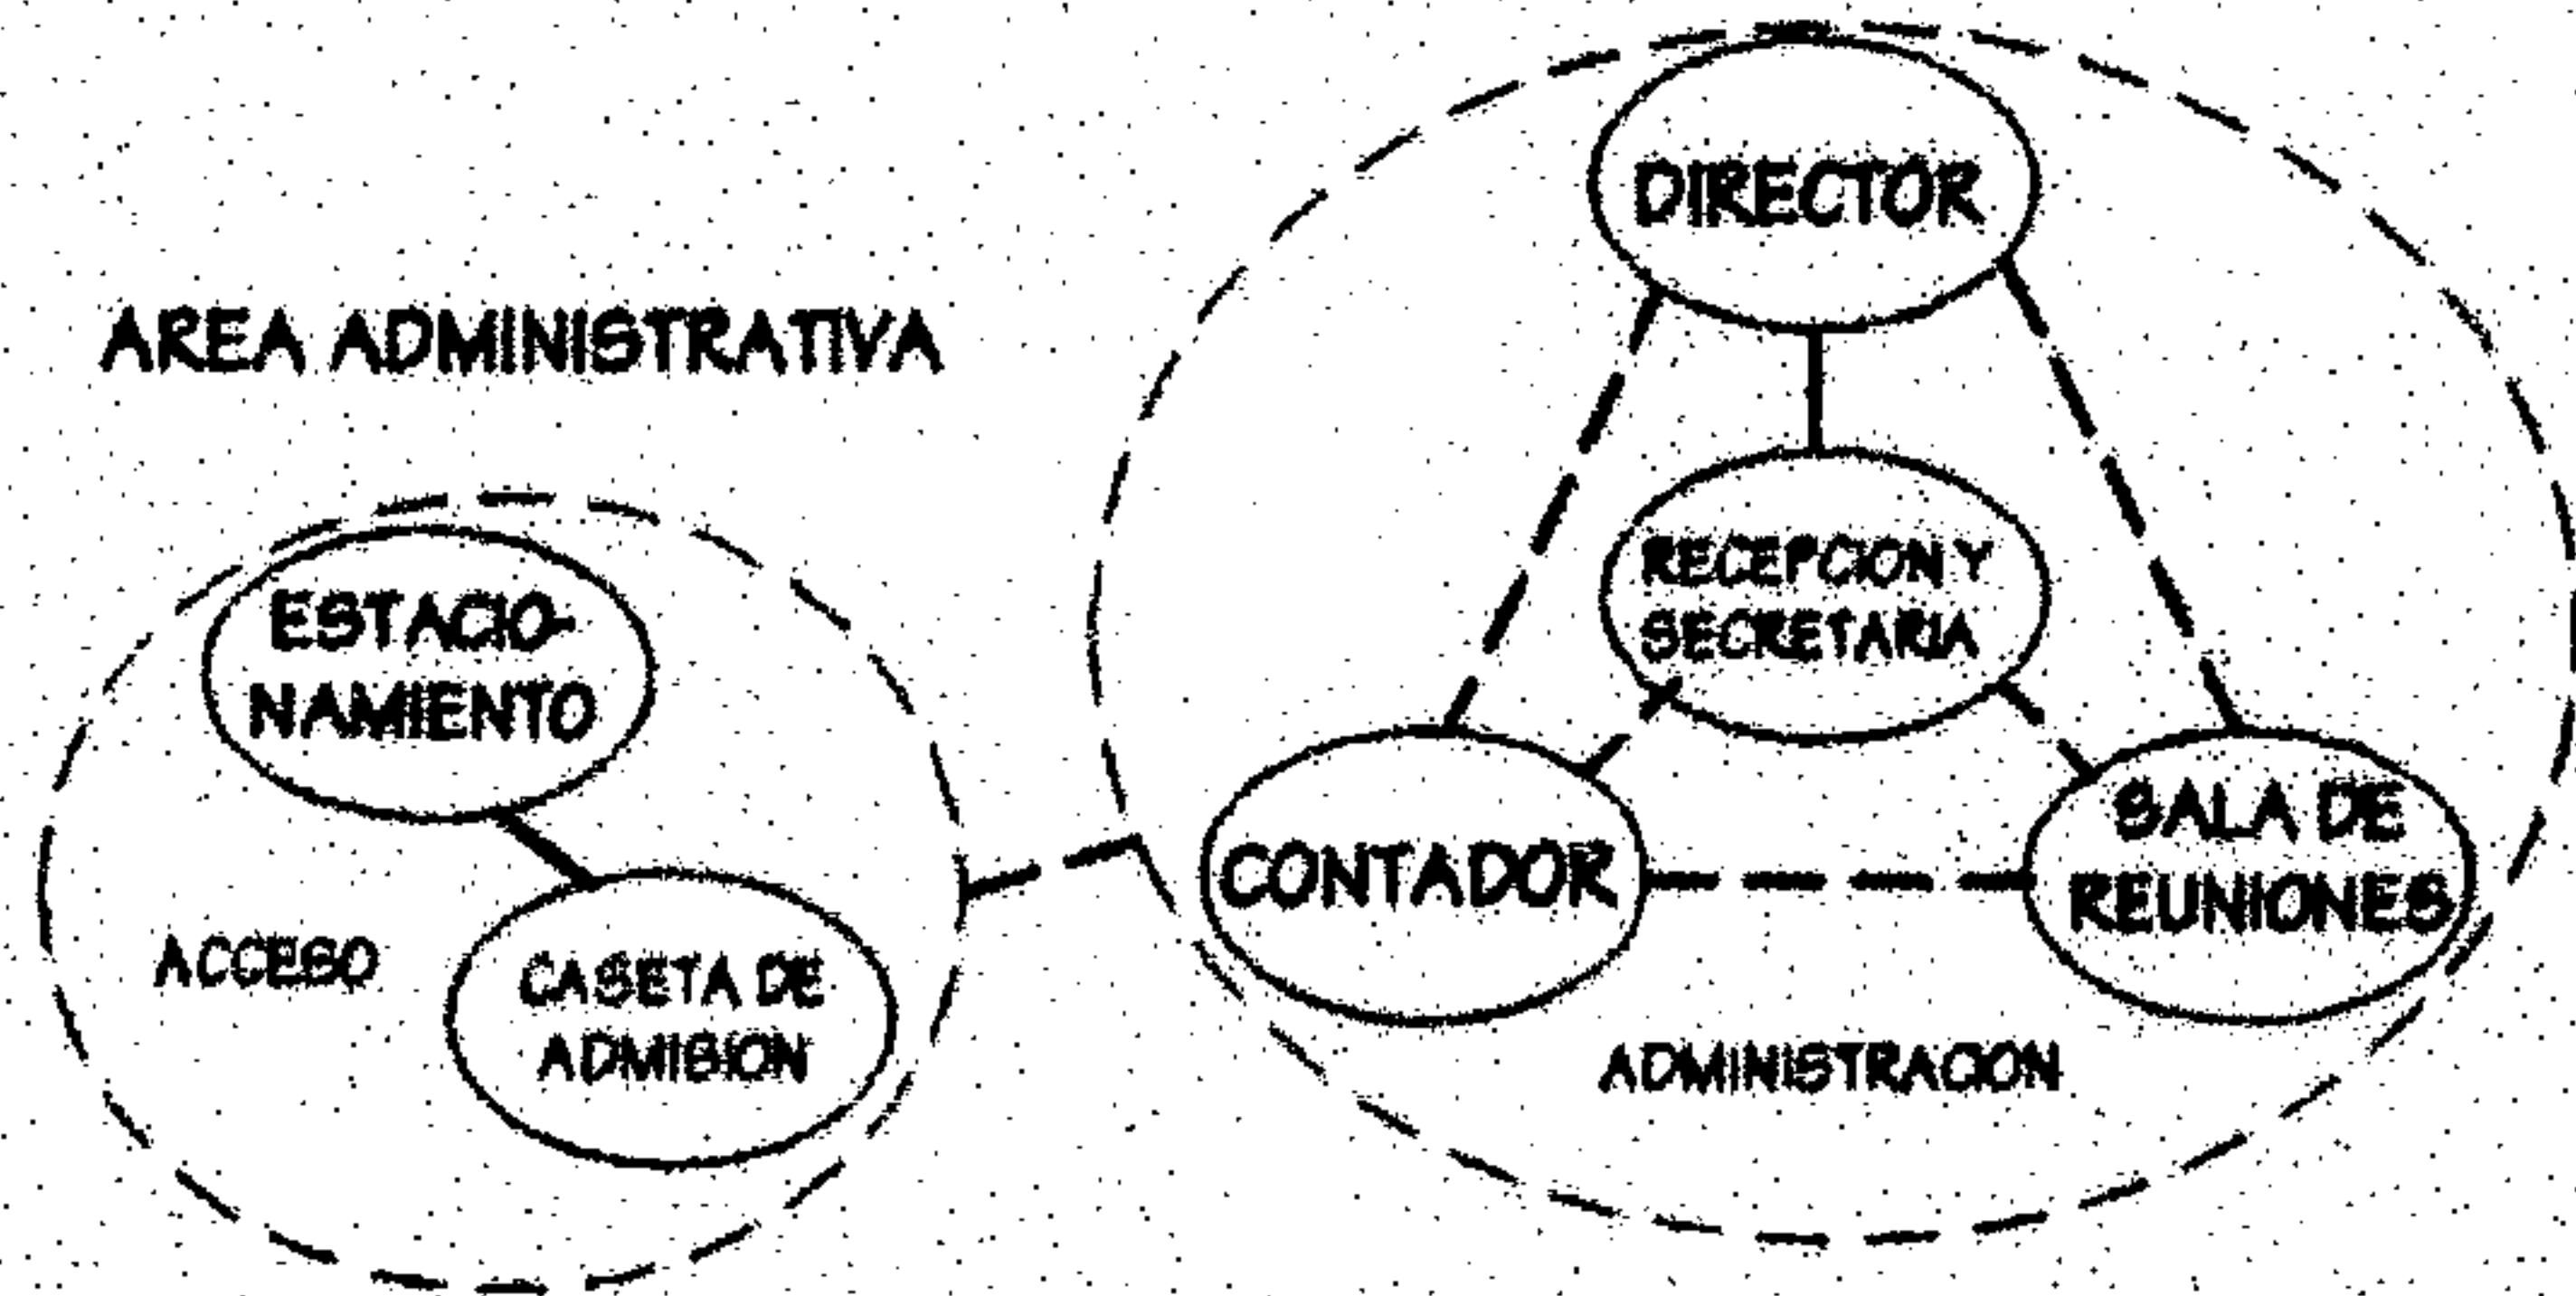 AREA ADMINISTRATIVA
ESTACIO-
NAMIENTO
ACCESO
CASETA DE
ADMISION
DIRECTOR
RECEPCION Y
SECRETARIA
CONTADOR
SALA DE
REUNIONES
ADMINISTRACION